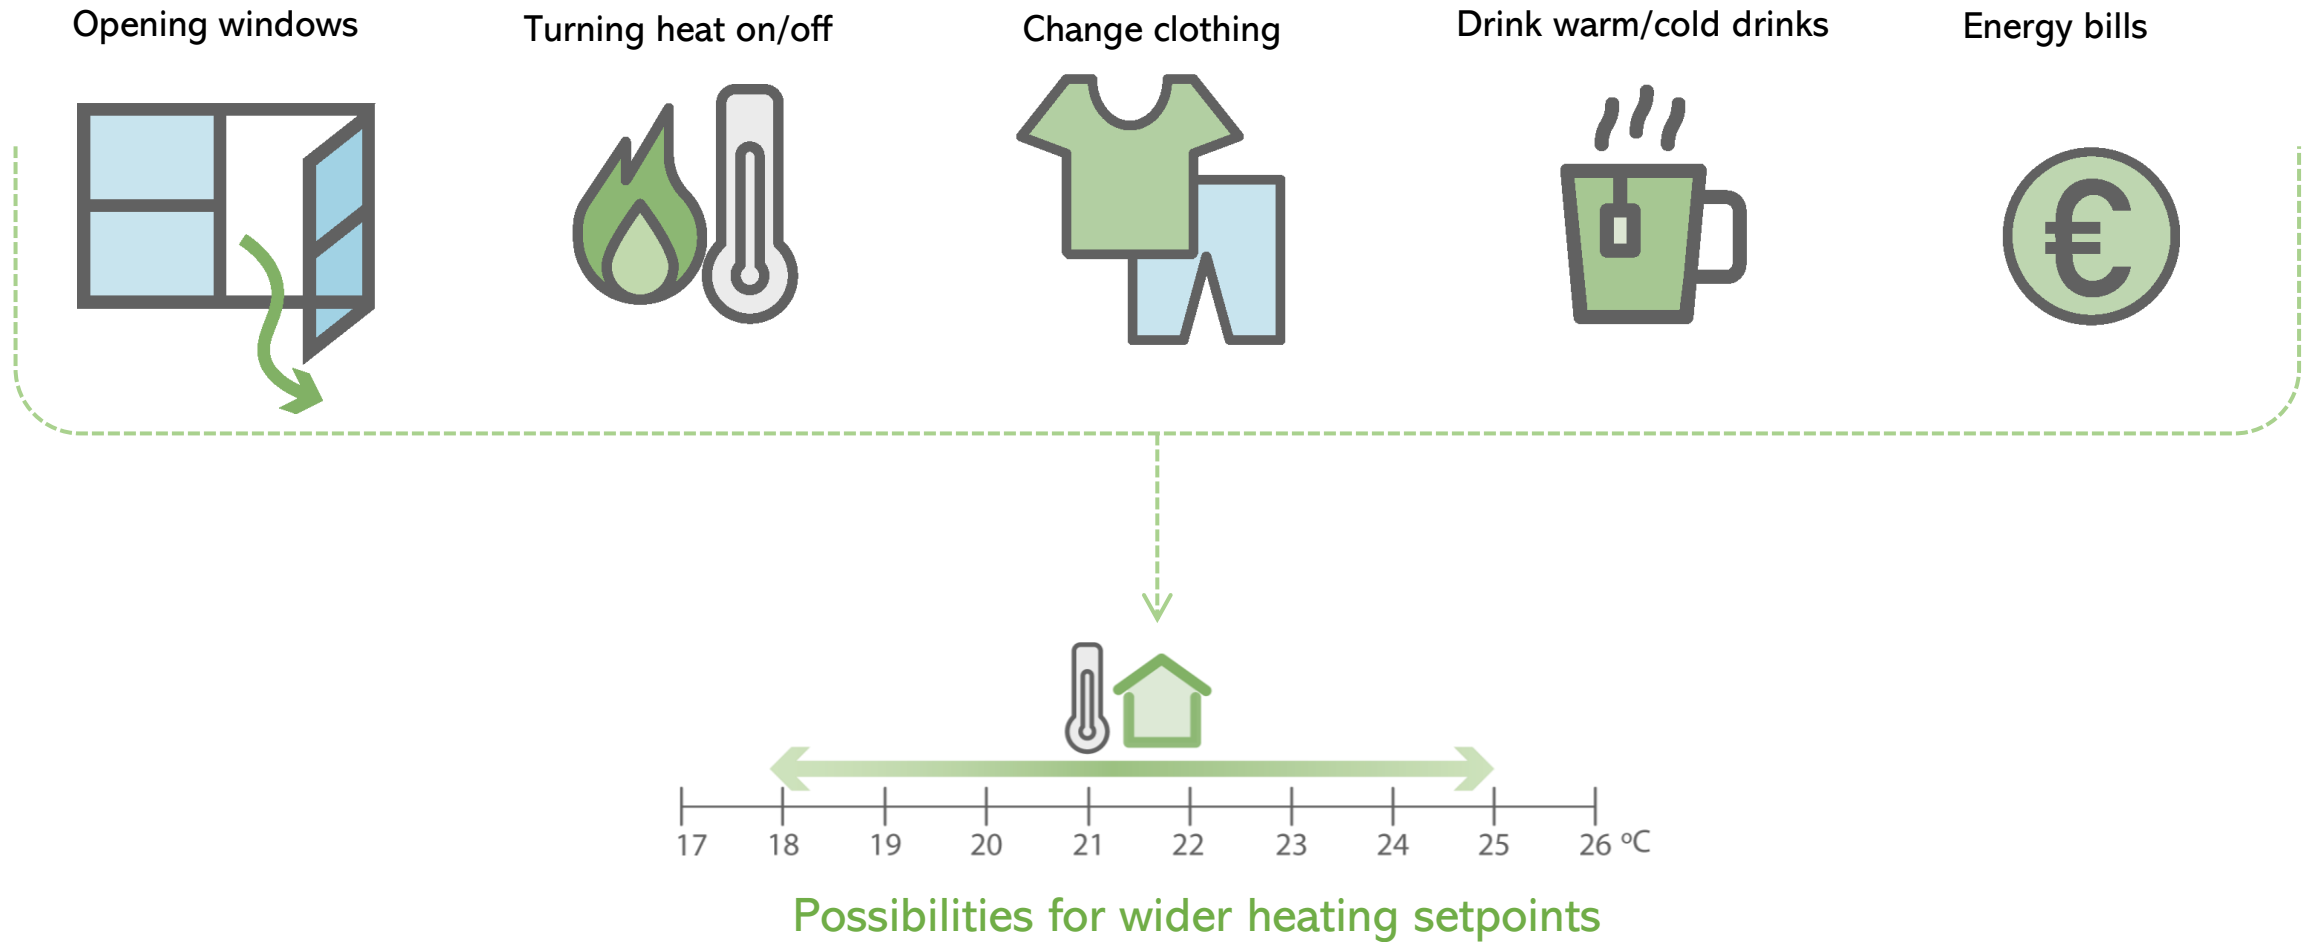 Opening windows
Turning heat on/off
Change clothing
Drink warm/cold drinks
Energy bills
€
17 18 19 20 21 22 23 24 25 26 ºC
Possibilities for wider heating setpoints